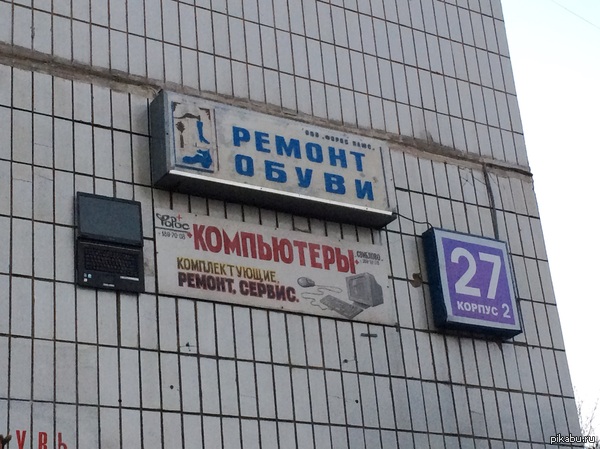 РЕМОНТ
ОБУВИ
КОМПЬЮТЕРЫ
КОМПЛЕКТУЮЩИЕ,
РЕМОНТ. СЕРВИС.
27
КОРПУС 2
pikabu.ru